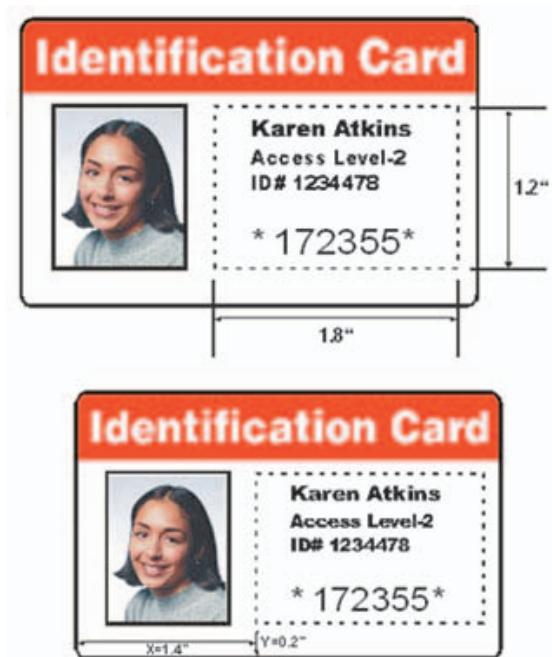 Identification Card
Karen Atkins
Access Level-2
ID# 1234478
* 172355*
1.2"
1.8"
Identification Card
Karen Atkins
Access Level-2
ID# 1234478
* 172355*
X=1.4"
Y=0.2"